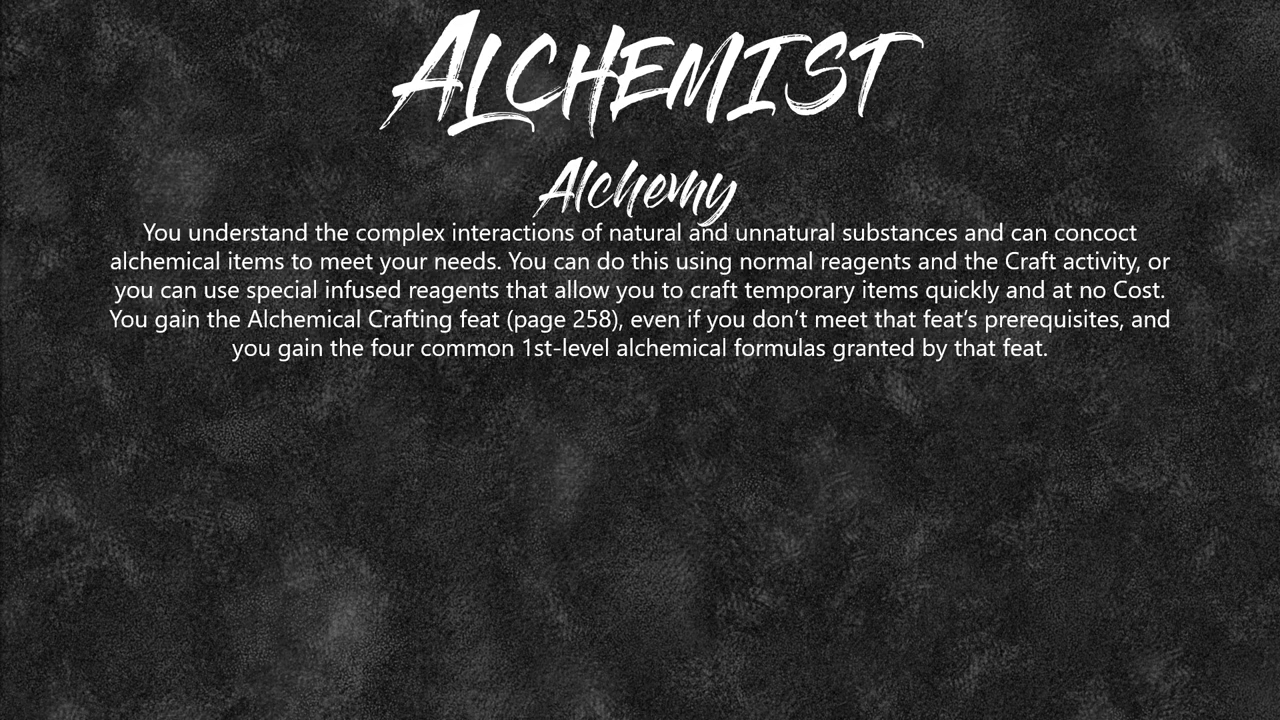 ALCHEMIST
Alchemy
You understand the complex interactions of natural and unnatural substances and can concoct
alchemical items to meet your needs. You can do this using normal reagents and the Craft activity, or
you can use special infused reagents that allow you to craft temporary items quickly and at no Cost.
You gain the Alchemical Crafting feat (page 258), even if you don’t meet that feat’s prerequisites, and
you gain the four common 1st-level alchemical formulas granted by that feat.